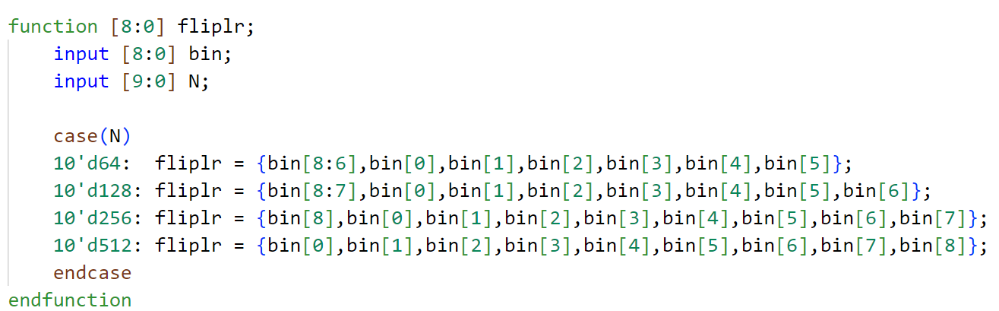 function [8:0] fliplr;
    input [8:0] bin;
    input [9:0] N;

    case(N)
    10'd64:  fliplr = {bin[8:6],bin[0],bin[1],bin[2],bin[3],bin[4],bin[5]};
    10'd128: fliplr = {bin[8:7],bin[0],bin[1],bin[2],bin[3],bin[4],bin[5],bin[6]};
    10'd256: fliplr = {bin[8],bin[0],bin[1],bin[2],bin[3],bin[4],bin[5],bin[6],bin[7]};
    10'd512: fliplr = {bin[0],bin[1],bin[2],bin[3],bin[4],bin[5],bin[6],bin[7],bin[8]};
    endcase
endfunction